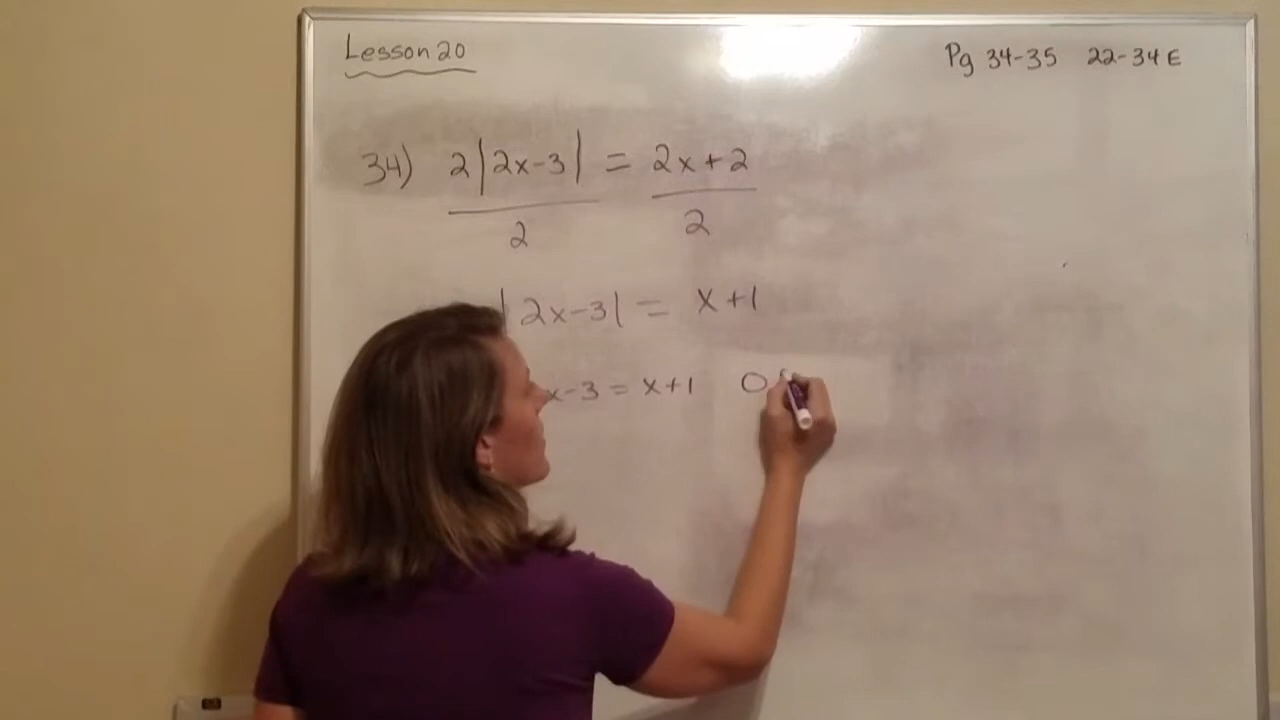 Lesson 20
Pg 34-35 22-34 E
34) 2|2x-3| = 2x+2
2 2
|2x-3| = x+1
x-3 = x+1